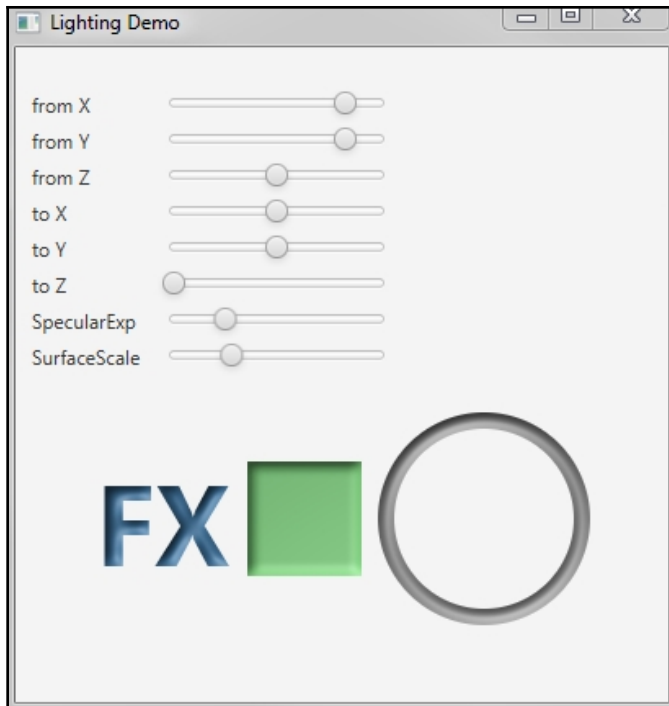 Lighting Demo
from X
from Y
from Z
to X
to Y
to Z
SpecularExp
SurfaceScale
FX